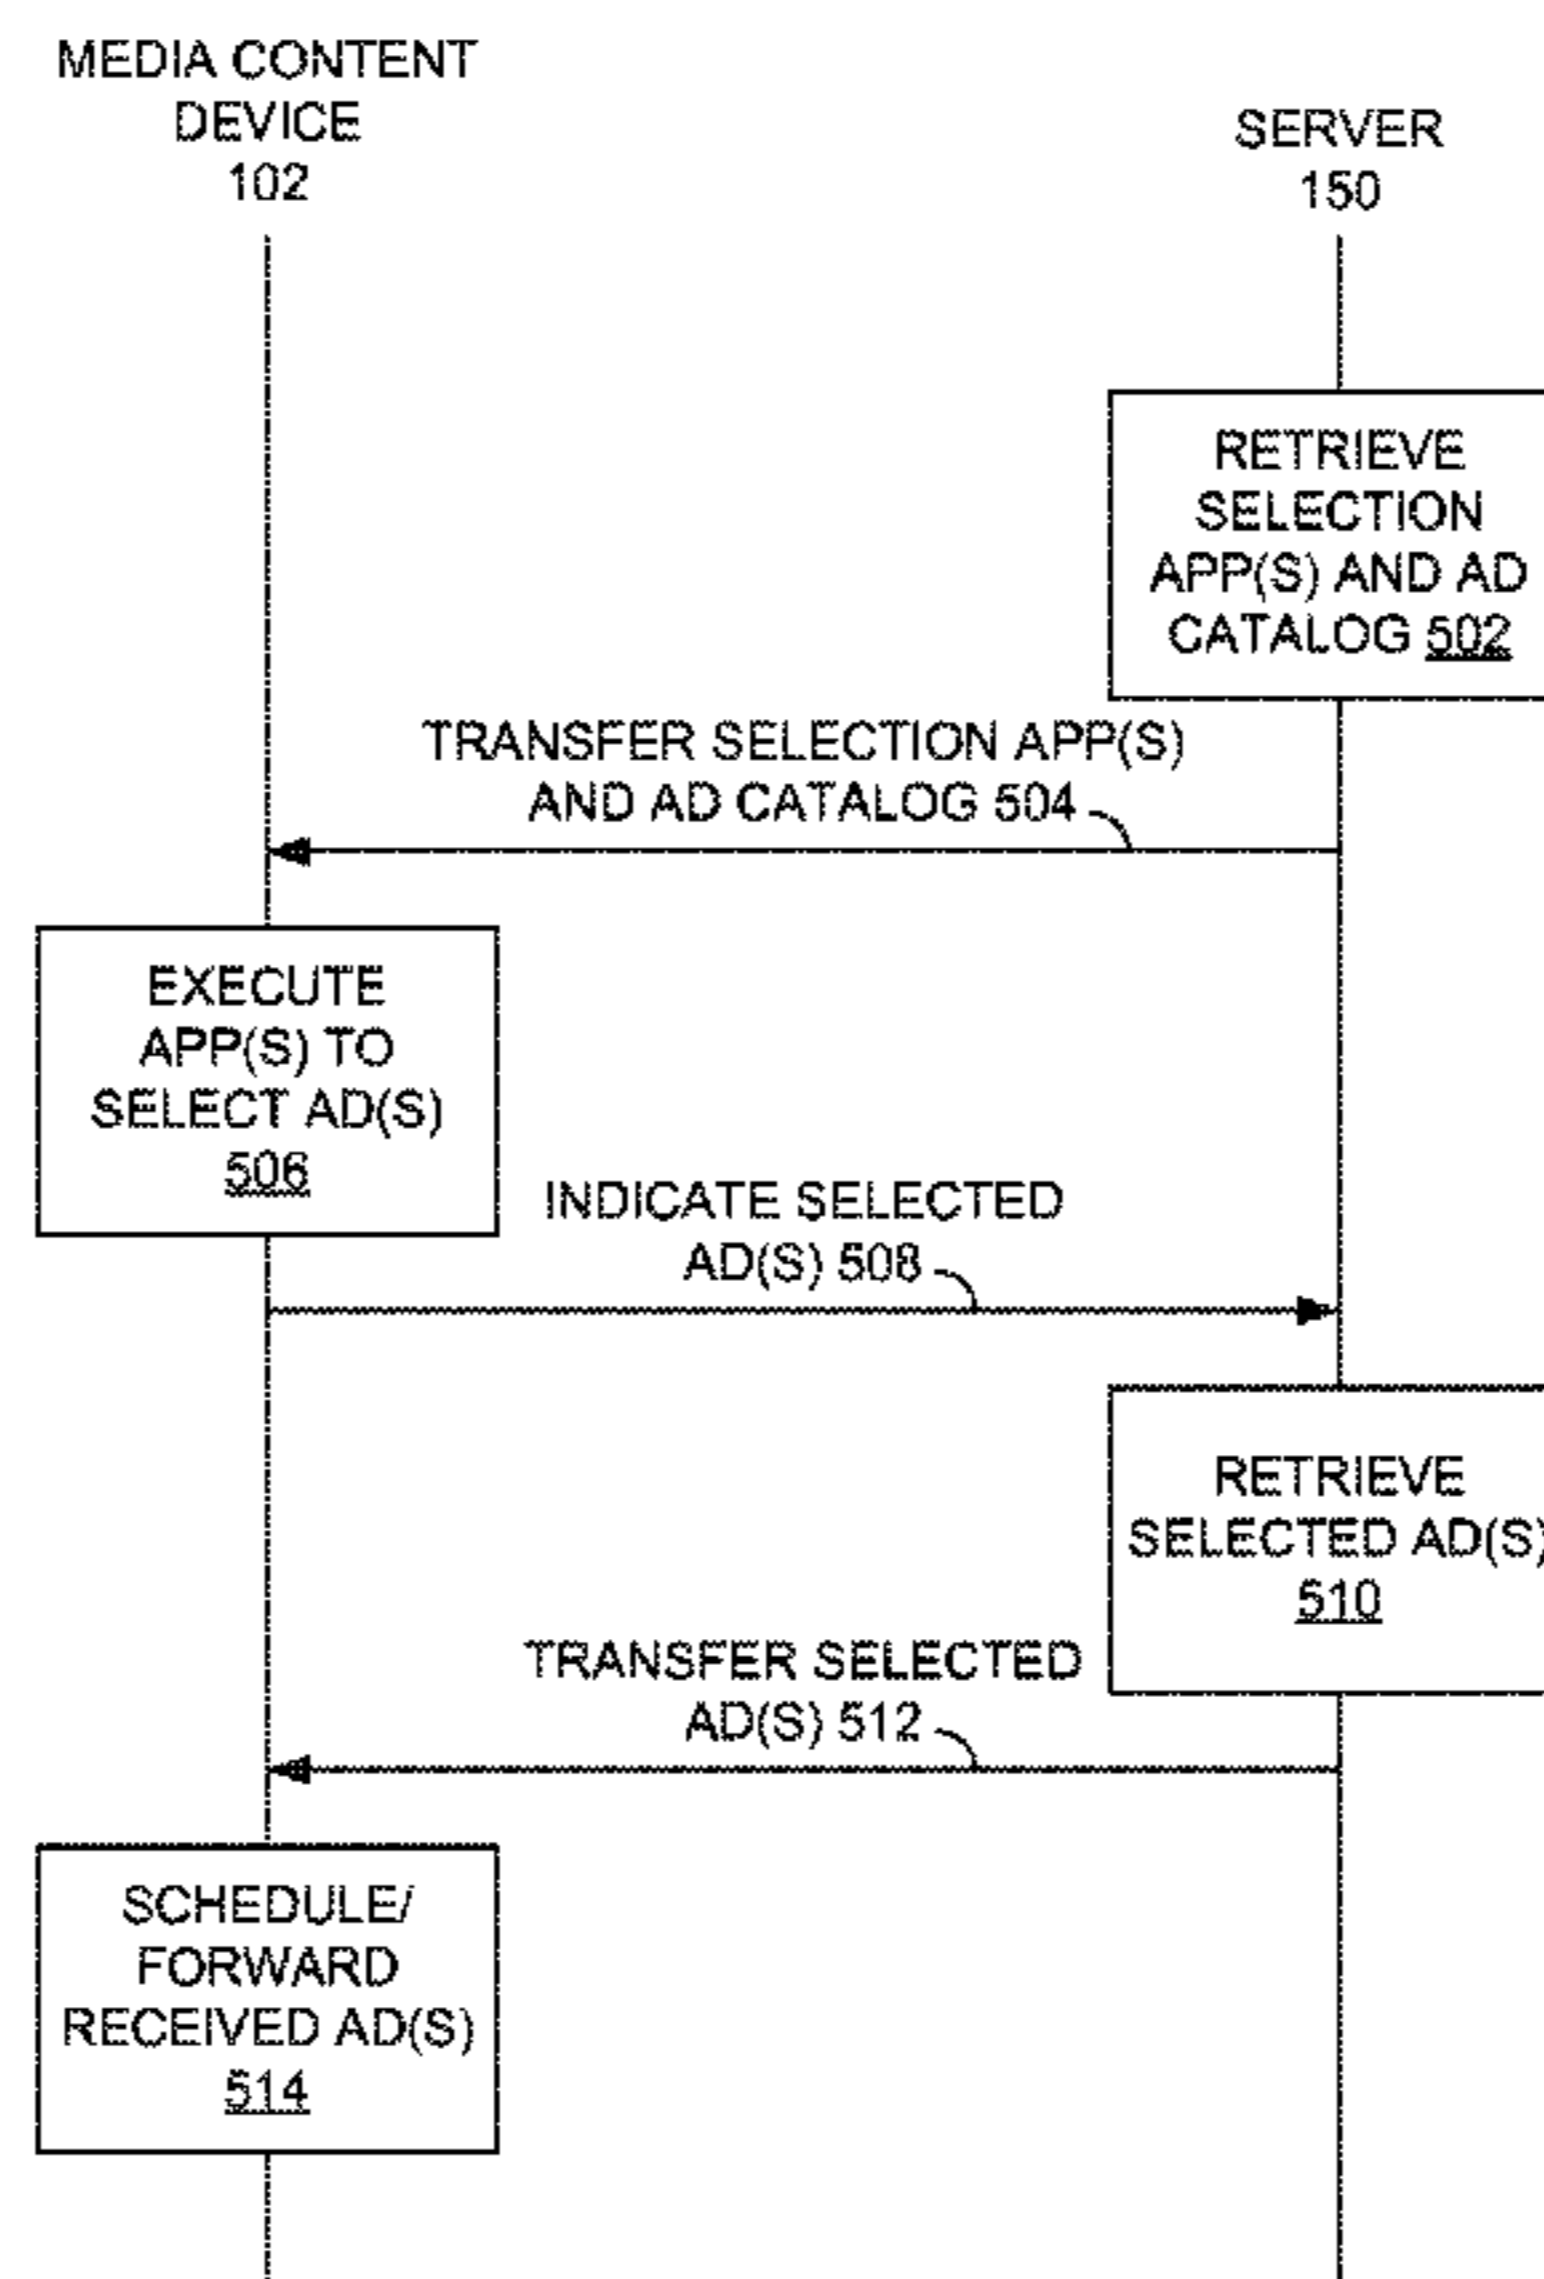 MEDIA CONTENT
DEVICE
102
SERVER
150
RETRIEVE
SELECTION
APP(S) AND AD
CATALOG 502
TRANSFER SELECTION APP(S)
AND AD CATALOG 504
EXECUTE
APP(S) TO
SELECT AD(S)
506
INDICATE SELECTED
AD(S) 508
RETRIEVE
SELECTED AD(S)
510
TRANSFER SELECTED
AD(S) 512
SCHEDULE/
FORWARD
RECEIVED AD(S)
514